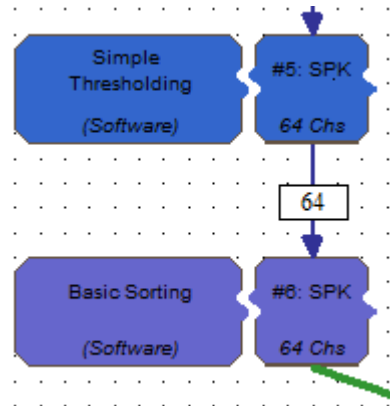 Simple
Thresholding
(Software)
#5: SPK
64 Chs
64
Basic Sorting
(Software)
#6: SPK
64 Chs